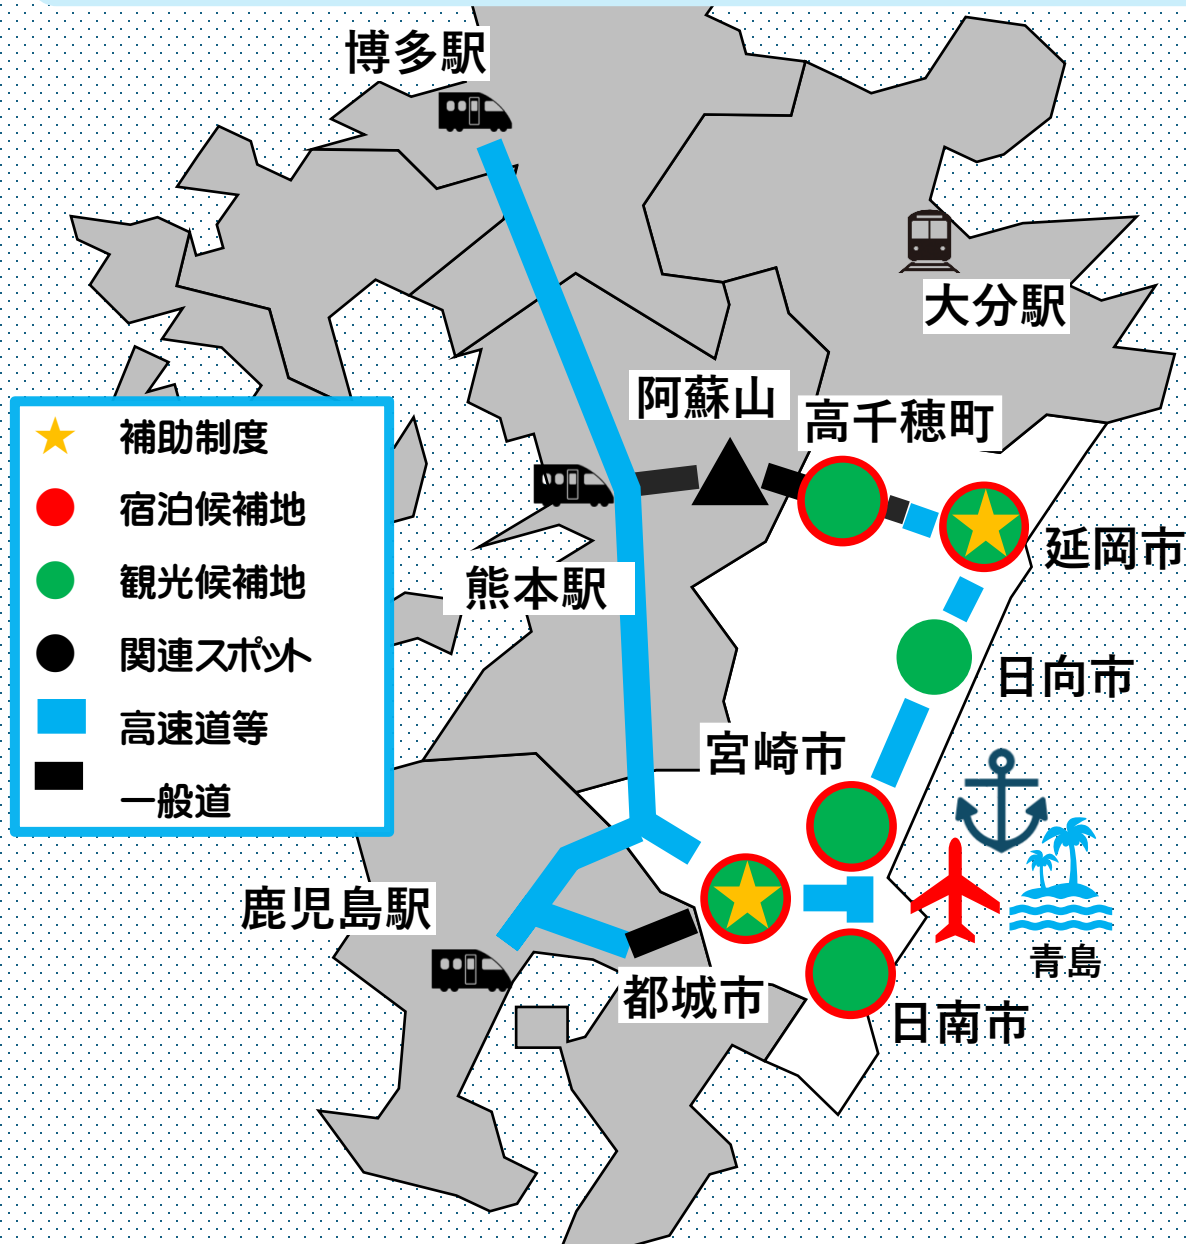 博多駅
大分駅
阿蘇山
高千穂町
補助制度
宿泊候補地
観光候補地
関連スポット
高速道等
一般道
延岡市
熊本駅
日向市
宮崎市
鹿児島駅
青島
都城市
日南市